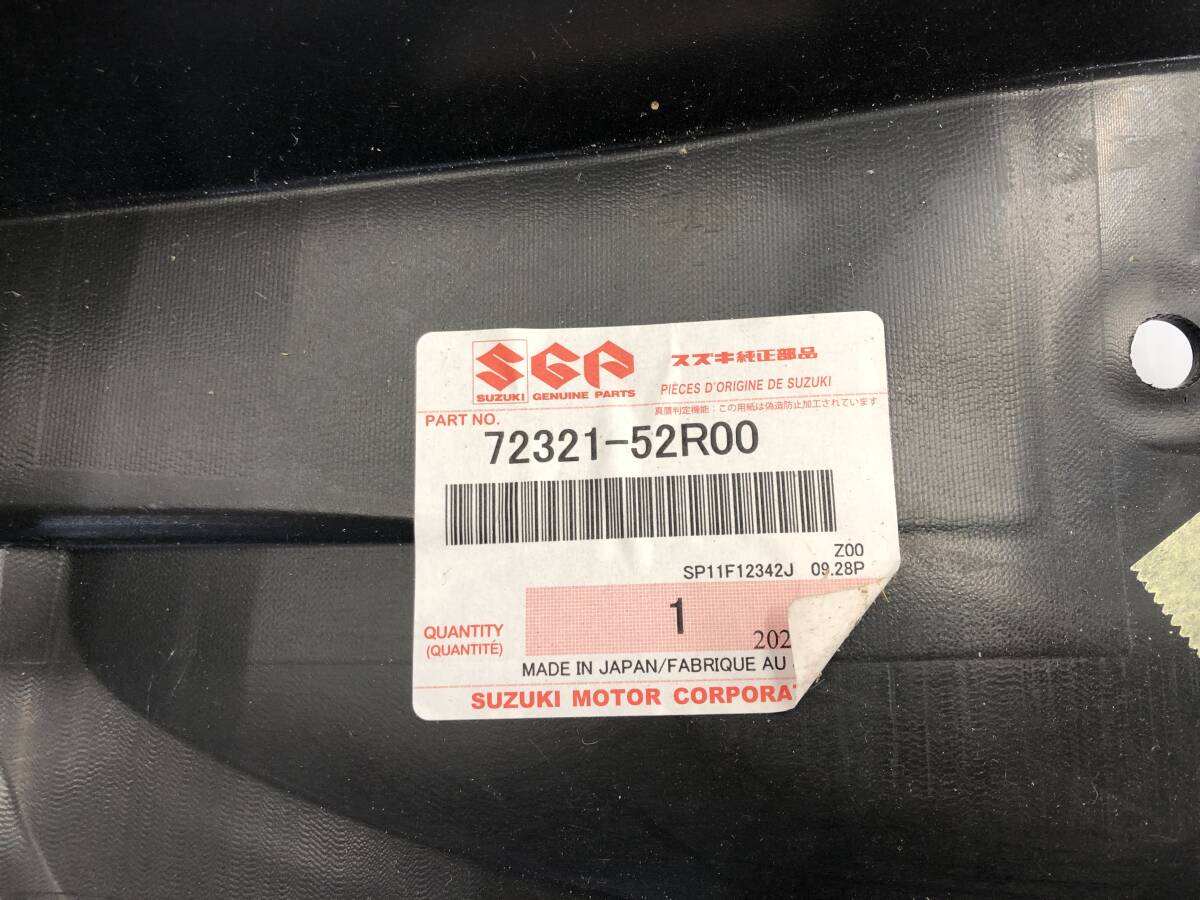 SGP
SUZUKI GENUINE PARTS
スズキ純正部品
PIÈCES D'ORIGINE DE SUZUKI
真贋判定機能:この用紙は偽造防止加工されています
PART NO.
72321-52R00
Z00
SP11F12342J 09.28P
1
202
QUANTITY
(QUANTITÉ)
MADE IN JAPAN/FABRIQUE AU
SUZUKI MOTOR CORPORA